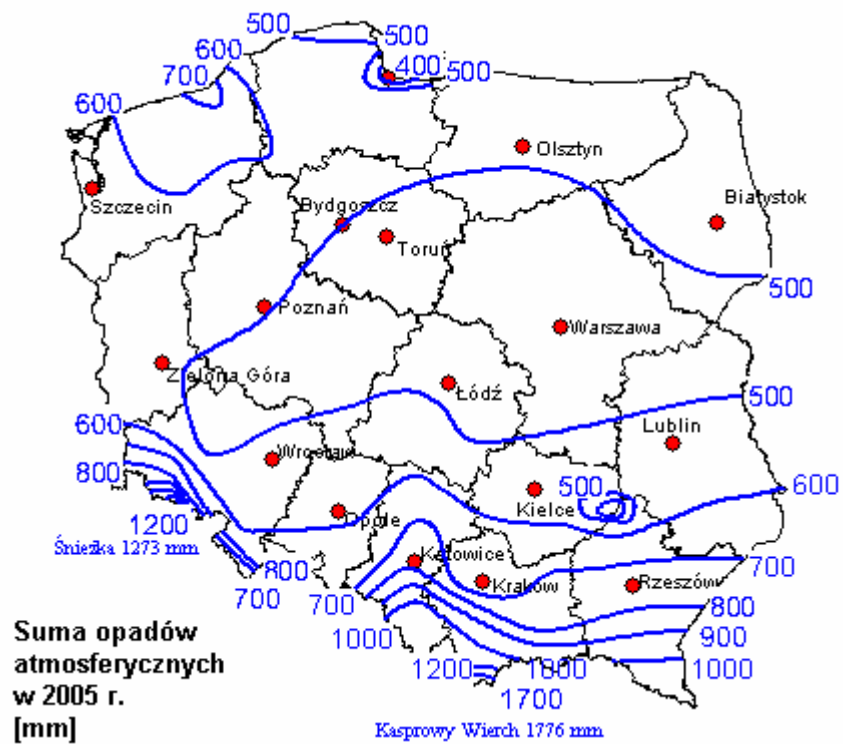 500
500
600
400
500
700
600
Olsztyn
Białystok
Szczecin
Bydgoszcz
Toruń
500
Poznań
Warszawa
Zielona Góra
Łódź
500
600
Lublin
Wrocław
800
500
600
Kielce
1200
Opole
Śnieżka 1273 mm
Katowice
700
800
700
700
Kraków
Rzeszów
800
1000
900
Suma opadów
atmosferycznych
w 2005 r.
[mm]
1200
1000
1000
1700
Kasprowy Wierch 1776 mm